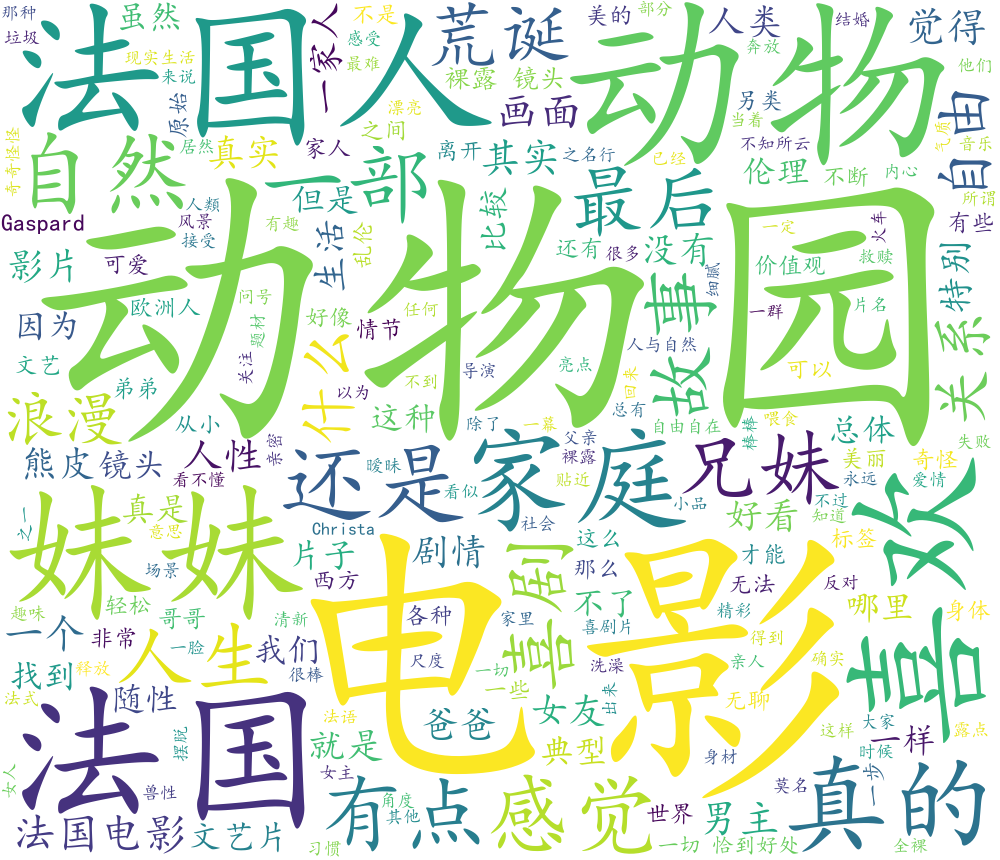 那种
垃圾
虽然
现实生活
来说
法国人
一家人
不是
感受
最难
荒诞
裸露
镜头
画面
美的
部分
人类
结婚
奔放
觉得
他们
动物
另类
当着
不知所云
自由
气质
音乐
所谓
奇奇怪怪
原始
居然
真实
漂亮
之间
家人
离开
其实
之名行
已经
伦理
不断
内心
自然
一部
但是
最后
比较
Gaspard
人類
风景
接受
有趣
生活
乱伦
还有
很多
没有
细腻
一定
价值观
救赎
火车
有些
特别
影片
可爱
动物园
欧洲人
问号
好像
任何
情节
故事
一群
片名
关系
因为
文艺
弟弟
关注
题材
什么
以为
不到
导演
亮点
人与自然
回来
可以
浪漫
从小
这种
除了
一幕
总有
自由自在
棒棒
喂食
总体
失败
熊皮
镜头
人性
亲密
看不懂
暧昧
还是
看似
家庭
父亲
裸露
贴近
小品
兄妹
美丽
奇怪
永远
爱情
喜欢
妹妹
之一
真是
意思
场景
Christa
片子
西方
剧情
社会
喜剧
这么
那么
不了
好看
不过
知道
标签
才能
无法
反对
趣味
轻松
哥哥
清新
各种
家里
喜剧片
精彩
得到
哪里
身体
一个
非常
人生
一脸
我们
很棒
尺度
一切
一些
洗澡
电影
亲人
确实
找到
释放
法式
随性
法国
摆脱
法语
就是
爸爸
女友
出来
无聊
这样
大家
露点
一样
时候
女人
兽性
女主
典型
身材
莫名
一步
真的
法国电影
文艺片
习惯
有点
角度
其他
感觉
世界
男主
一切
恰到好处
全裸